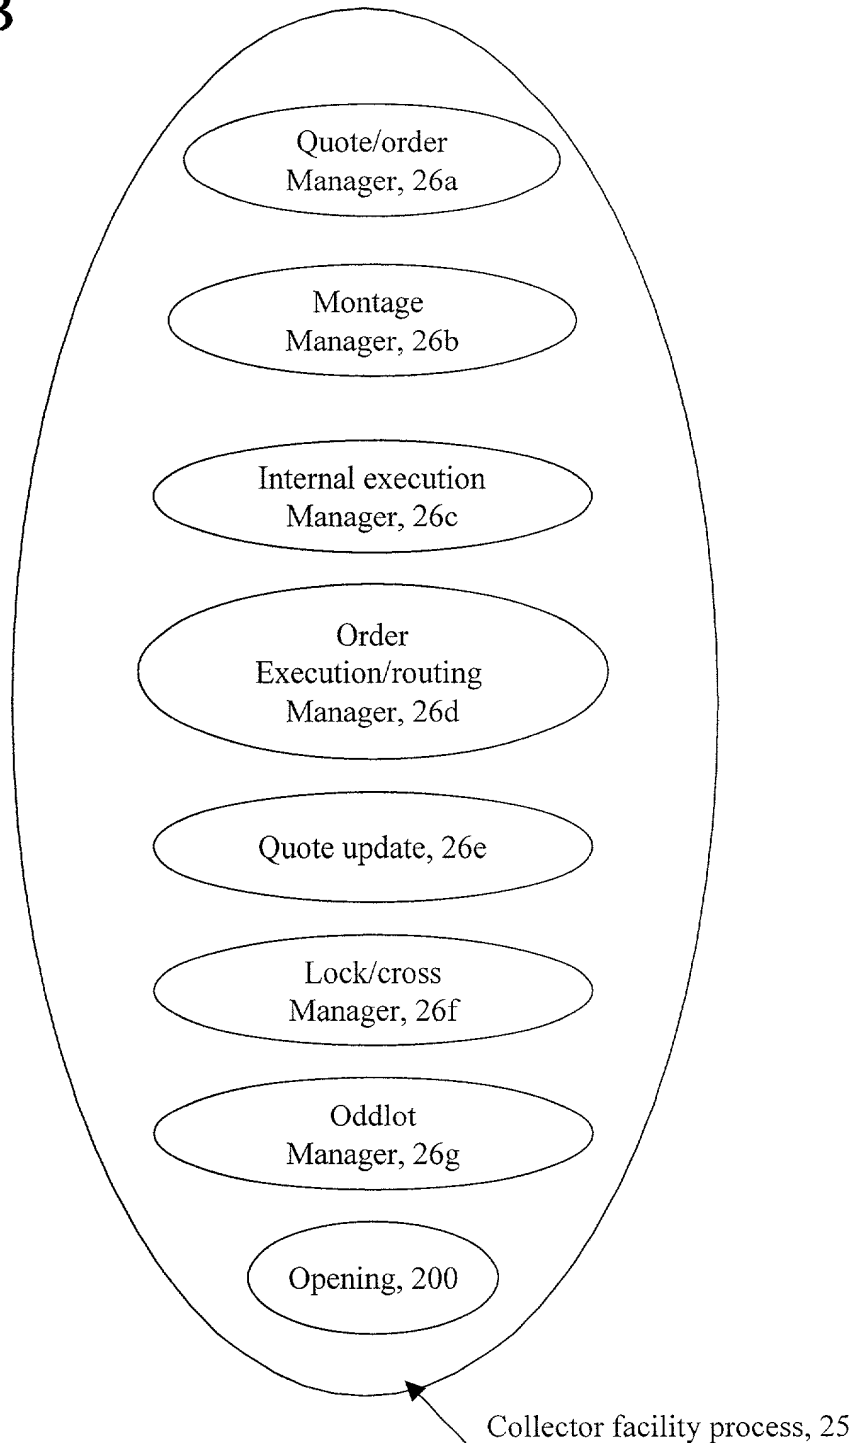 Quote/order
Manager, 26a
Montage
Manager, 26b
Internal execution
Manager, 26c
Order
Execution/routing
Manager, 26d
Quote update, 26e
Lock/cross
Manager, 26f
Oddlot
Manager, 26g
Opening, 200
Collector facility process, 25